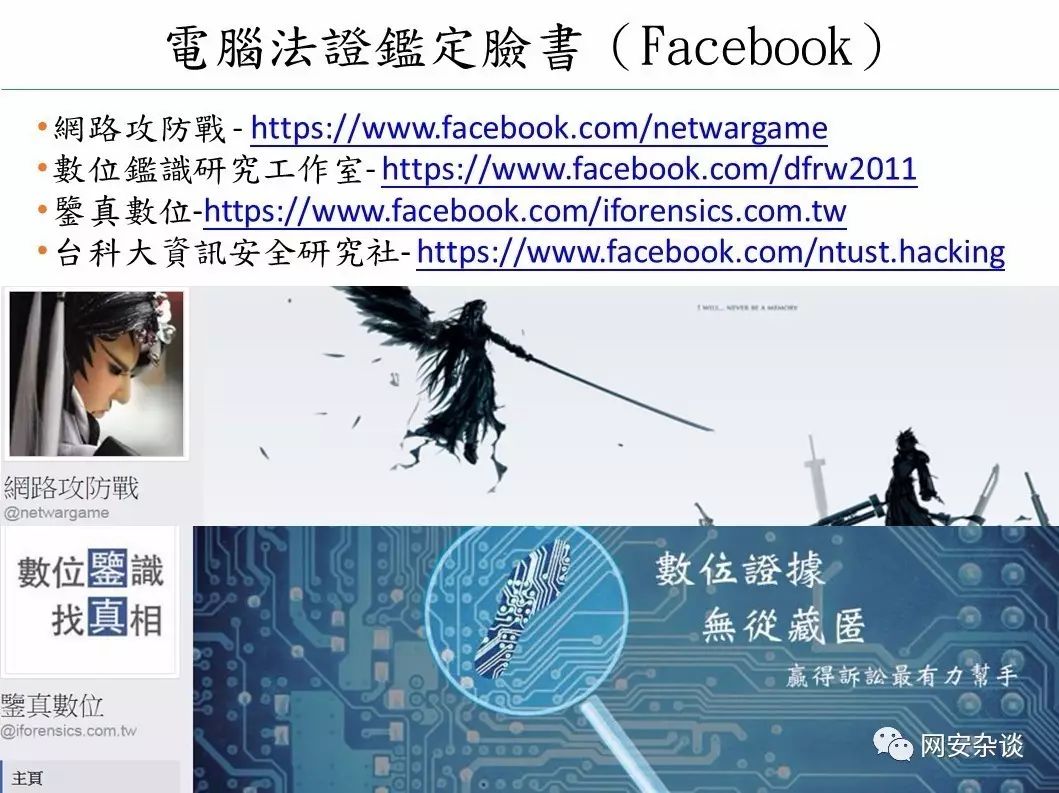 電腦法證鑑定臉書（Facebook）
•網路攻防戰 - https://www.facebook.com/netwargame
•數位鑑識研究工作室- https://www.facebook.com/dfrw2011
•鑒真數位-https://www.facebook.com/iforensics.com.tw
•台科大資訊安全研究社- https://www.facebook.com/ntust.hacking
I WILL... NEVER BE A MEMORY
網路攻防戰
@netwargame
數位鑒識
找真相
數位證據
無從藏匿
贏得訴訟最有力幫手
鑒真數位
@iforensics.com.tw
主頁
网安杂谈